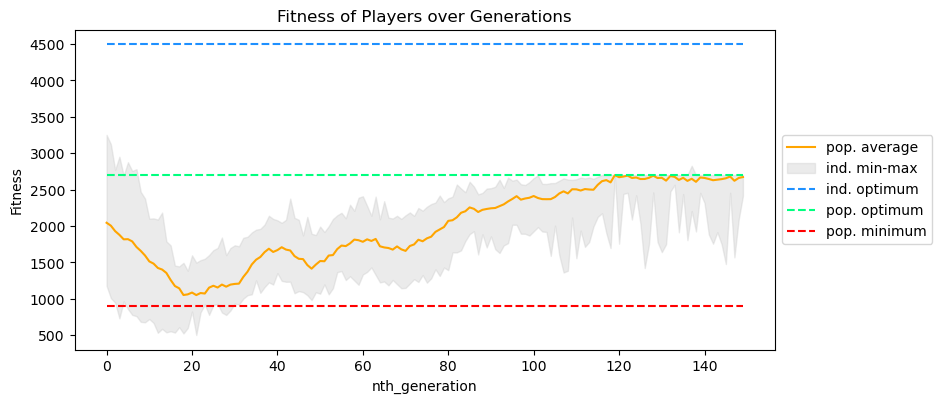 Fitness of Players over Generations
Fitness
4500
4000
3500
3000
2500
2000
1500
1000
500
0 20 40 60 80 100 120 140
nth_generation
pop. average
ind. min-max
ind. optimum
pop. optimum
pop. minimum